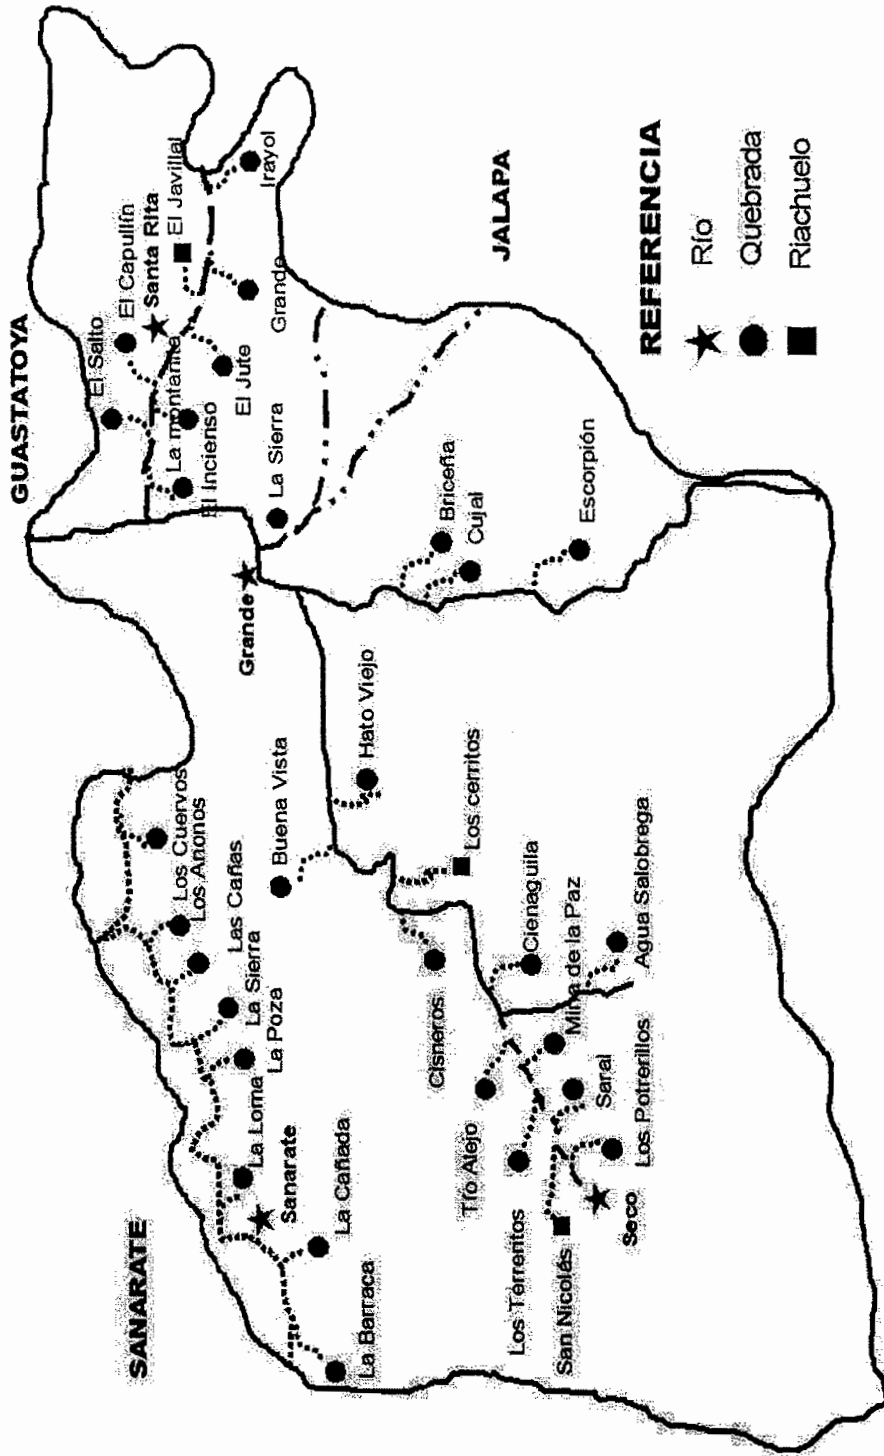 SANARATE
GUASTATOYA
JALAPA
El Salto
El Capullín
Santa Rita
El Javillal
Irayol
Grande
El Jute
La montañita
El Incienso
La Sierra
Grande
Briceña
Cujal
Escorpión
Los Cuervos
Los Anonos
Las Cañas
La Sierra
La Poza
La Loma
Sanarate
La Cañada
La Barraca
Buena Vista
Hato Viejo
Los cerritos
Cisneros
Cienaguila
Mina de la Paz
Agua Salobrega
Tío Alejo
Los Terrentos
San Nicolás
Saral
Los Potrerillos
Seco
REFERENCIA
Río
Quebrada
Riachuelo